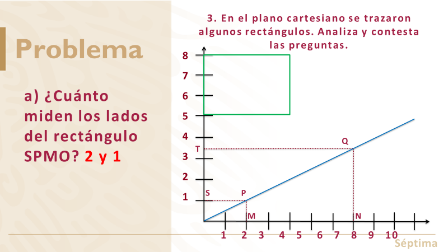 Problema
3. En el plano cartesiano se trazaron
algunos rectángulos. Analiza y contesta
las preguntas.
a) ¿Cuánto
miden los lados
del rectángulo
SPMO? 2 y 1
8
7
6
5
4
T
3
2
1
S
P
Q
M
N
1 2 3 4 5 6 7 8 9 10
Séptima